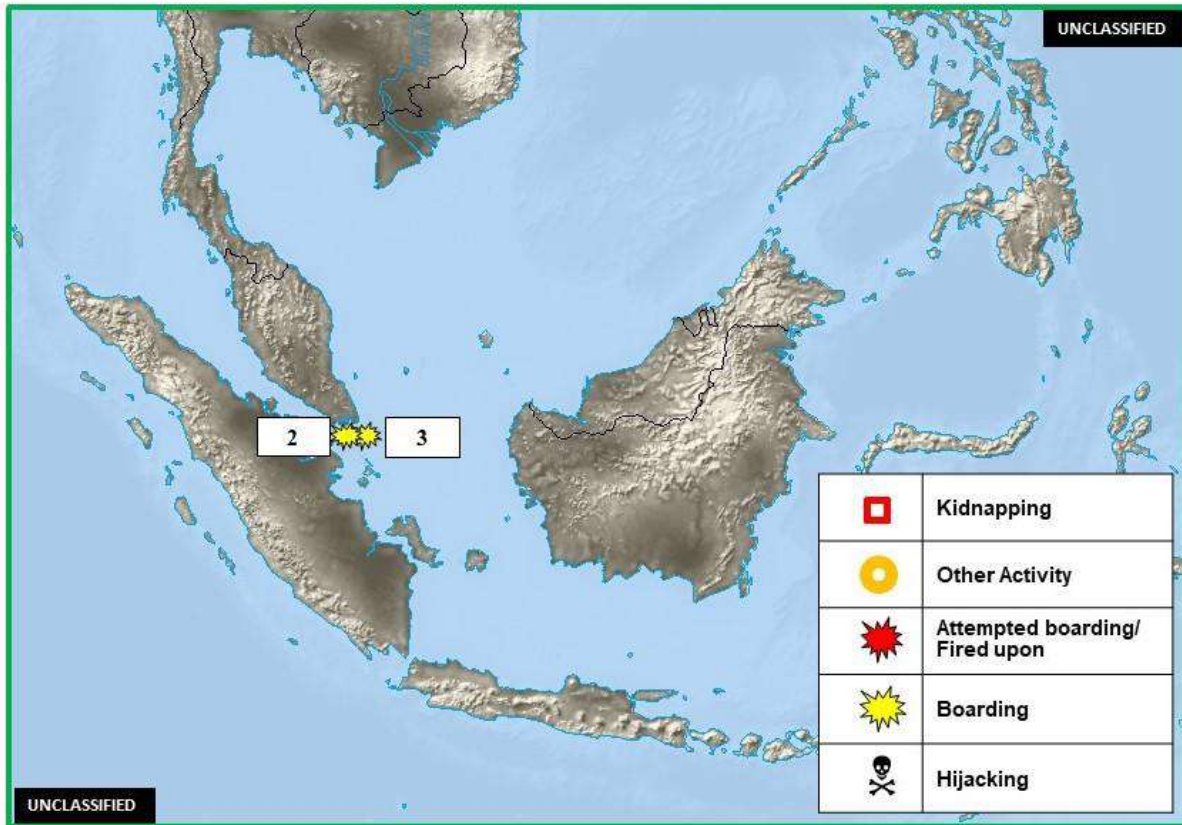 UNCLASSIFIED
2
3
Kidnapping
Other Activity
Attempted boarding/
Fired upon
Boarding
Hijacking
UNCLASSIFIED